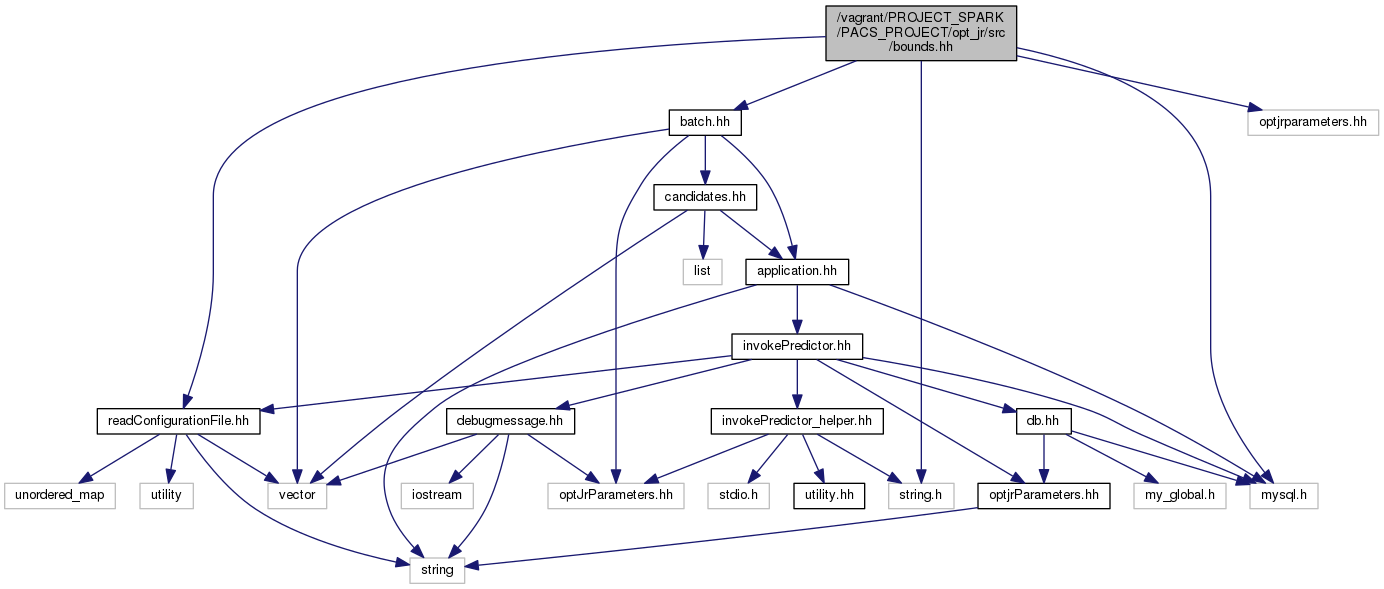 /vagrant/PROJECT_SPARK
/PACS_PROJECT/opt_jr/src
/bounds.hh
batch.hh
optjrparameters.hh
candidates.hh
list
application.hh
invokePredictor.hh
readConfigurationFile.hh
debugmessage.hh
invokePredictor_helper.hh
db.hh
unordered_map
utility
vector
iostream
optJrParameters.hh
stdio.h
utility.hh
string.h
optjrParameters.hh
my_global.h
mysql.h
string